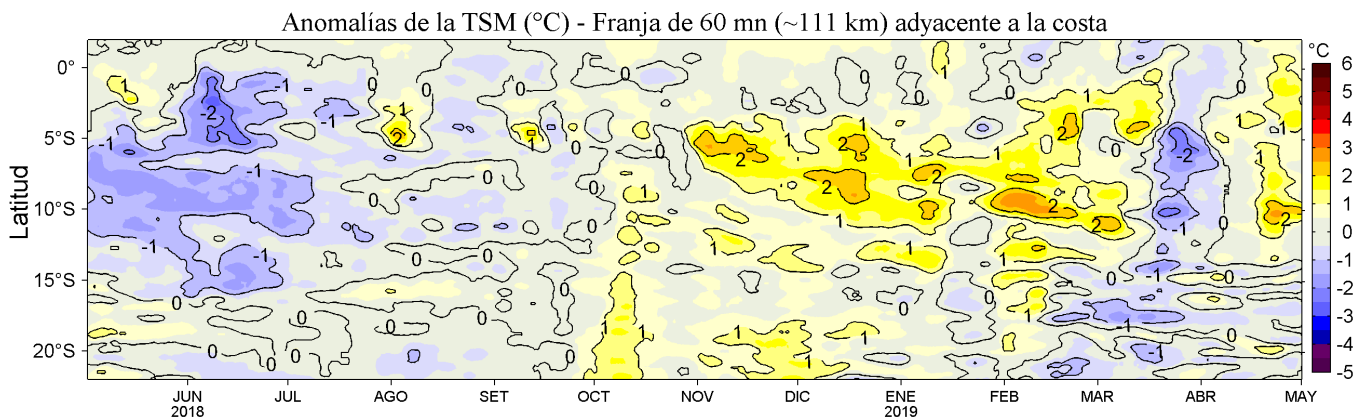 Anomalías de la TSM (°C) - Franja de 60 mn (~111 km) adyacente a la costa
°C
Latitud
0°
5°S
10°S
15°S
20°S
JUN JUL AGO SET OCT NOV DIC ENE FEB MAR ABR MAY
2018 2019
6
5
4
3
2
1
0
-1
-2
-3
-4
-5